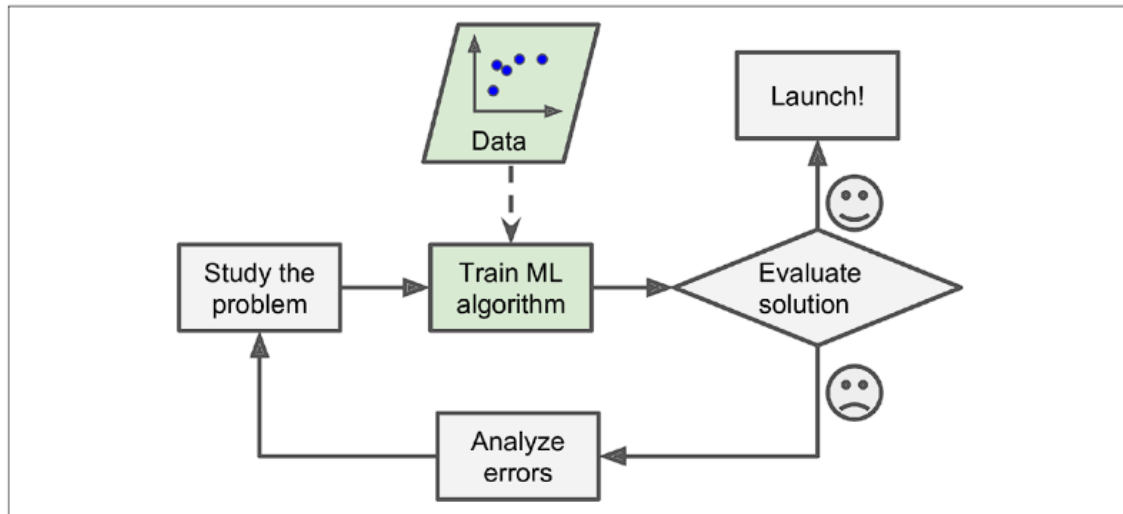 Data
Launch!
Study the
problem
Train ML
algorithm
Evaluate
solution
Analyze
errors